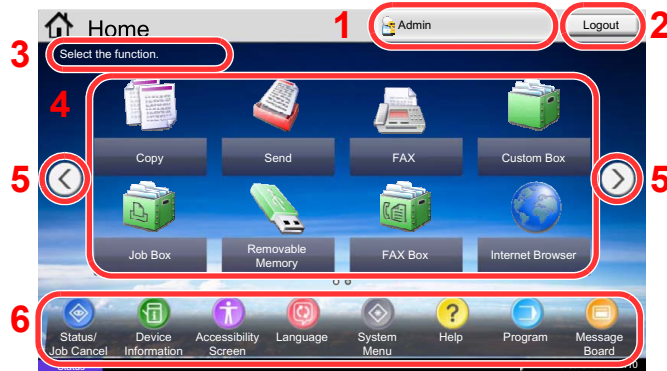 Home
1
Admin
Logout
2
3
Select the function.
4
Copy
Send
FAX
Custom Box
5
5
Job Box
Removable
Memory
FAX Box
Internet Browser
6
Status/
Job Cancel
Device
Information
Accessibility
Screen
Language
System
Menu
Help
Program
Message
Board
Status
10